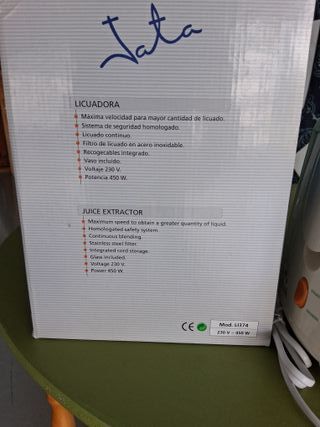 Jata
LICUADORA
Máxima velocidad para mayor cantidad de licuado.
Sistema de seguridad homologado.
Licuado continuo.
Filtro de licuado en acero inoxidable.
Recogecables integrado.
Vaso incluido.
Voltaje 230 V.
Potencia 450 W.
JUICE EXTRACTOR
Maximum speed to obtain a greater quantity of liquid.
Homologated safety system
Continuous blending.
Stainless steel filter.
Integrated cord storage.
Glass included.
Voltage 230 V.
Power 450 W.
CE
Mod. LI374
230 V ~ 450 W